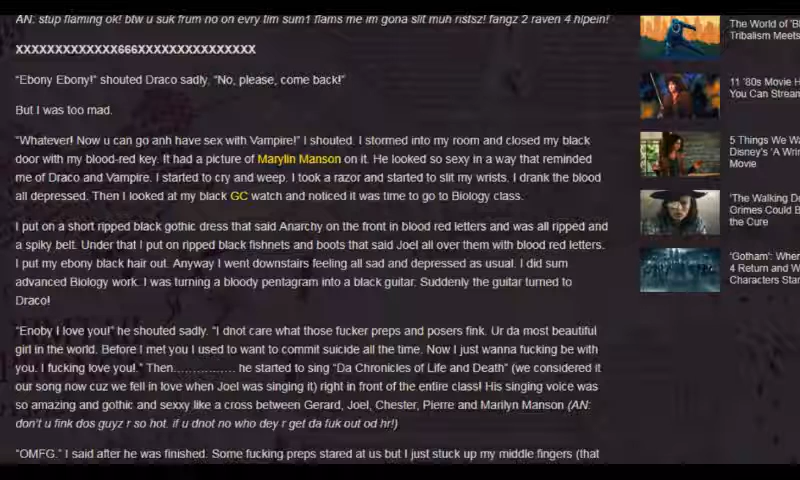 AN: stup flaming ok! btw u suk frum no on evry tim sum1 flams me im gona slit muh ristsz! fangz 2 raven 4 hlpein!
XXXXXXXXXXXXX666XXXXXXXXXXXXXXX
“Ebony Ebony!” shouted Draco sadly. “No, please, come back!”
But I was too mad.
“Whatever! Now u can go anh have sex with Vampire!” I shouted. I stormed into my room and closed my black
door with my blood-red key. It had a picture of Marylin Manson on it. He looked so sexy in a way that reminded
me of Draco and Vampire. I started to cry and weep. I took a razor and started to slit my wrists. I drank the blood
all depressed. Then I looked at my black GC watch and noticed it was time to go to Biology class.
I put on a short ripped black gothic dress that said Anarchy on the front in blood red letters and was all ripped and
a spiky belt. Under that I put on ripped black fishnets and boots that said Joel all over them with blood red letters.
I put my ebony black hair out. Anyway I went downstairs feeling all sad and depressed as usual. I did sum
advanced Biology work. I was turning a bloody pentagram into a black guitar. Suddenly the guitar turned to
Draco!
“Enoby I love you!” he shouted sadly. “I dnot care what those fucker preps and posers fink. Ur da most beautiful
girl in the world. Before I met you I used to want to commit suicide all the time. Now I just wanna fucking be with
you. I fucking love you!.” Then…………… he started to sing “Da Chronicles of Life and Death” (we considered it
our song now cuz we fell in love when Joel was singing it) right in front of the entire class! His singing voice was
so amazing and gothic and sexxy like a cross between Gerard, Joel, Chester, Pierre and Marilyn Manson (AN:
don’t u fink dos guyz r so hot. if u dnot no who dey r get da fuk out od hr!)
“OMFG.” I said after he was finished. Some fucking preps stared at us but I just stuck up my middle fingers (that
The World of 'Bl
Tribalism Meets
11 '80s Movie H
You Can Stream
5 Things We Wa
Disney's 'A Wrin
Movie
'The Walking De
Grimes Could B
the Cure
'Gotham': When
4 Return and W
Characters Star